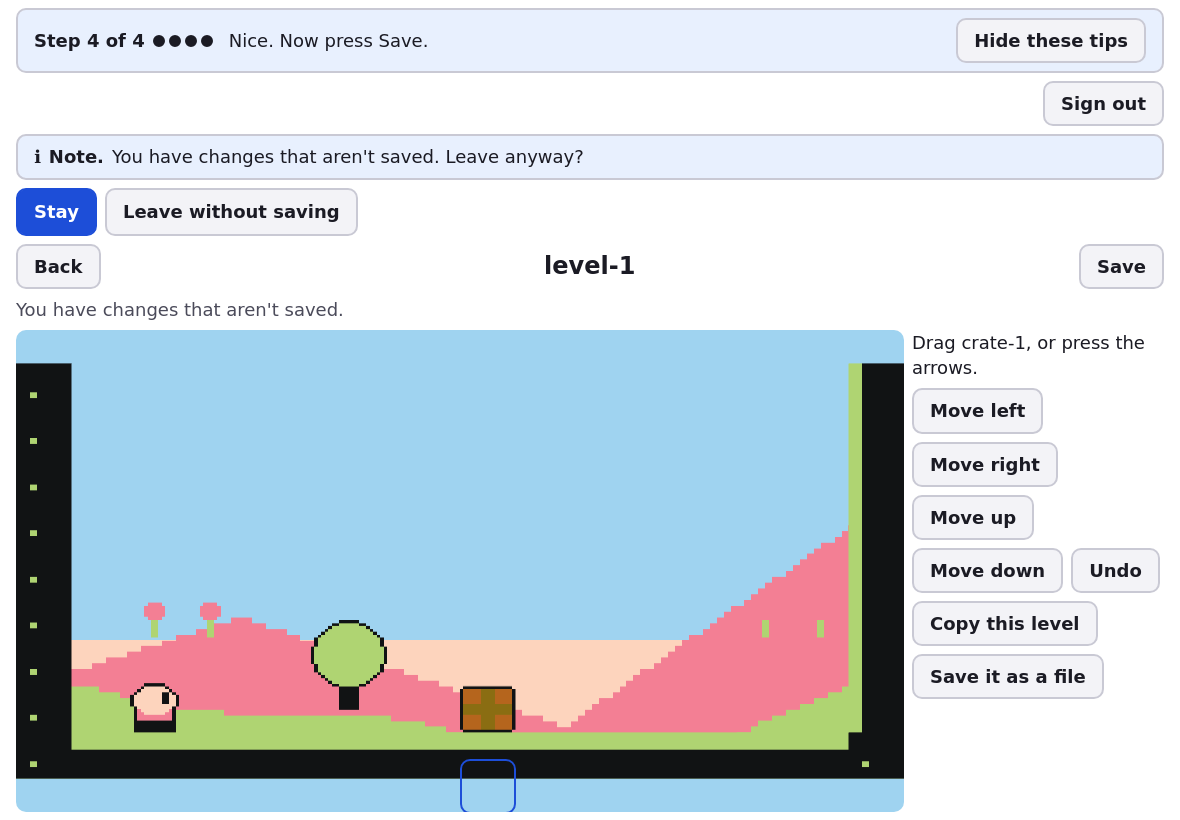 Step 4 of 4 ●●●● Nice. Now press Save.
Hide these tips
Sign out
ℹ Note. You have changes that aren't saved. Leave anyway?
Stay
Leave without saving
Back
level-1
Save
You have changes that aren't saved.
Drag crate-1, or press the
arrows.
Move left
Move right
Move up
Move down
Undo
Copy this level
Save it as a file